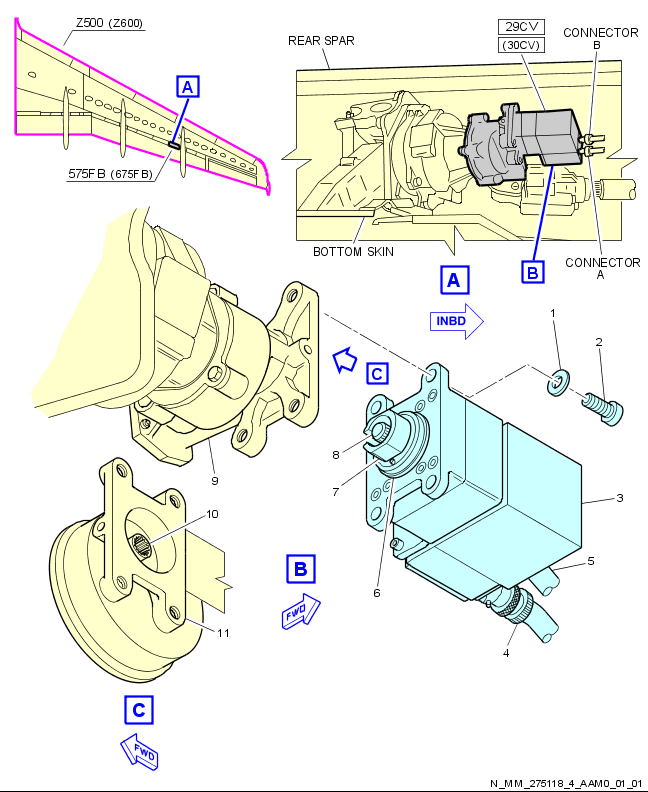 Z500 (Z600)
A
575FB (675FB)
REAR SPAR
29CV
(30CV)
CONNECTOR
B
BOTTOM SKIN
B
CONNECTOR
A
A
INBD
C
1
2
3
4
5
6
7
8
9
10
11
B
FWD
C
FWD
N_MM_275118_4_AAM0_01_01